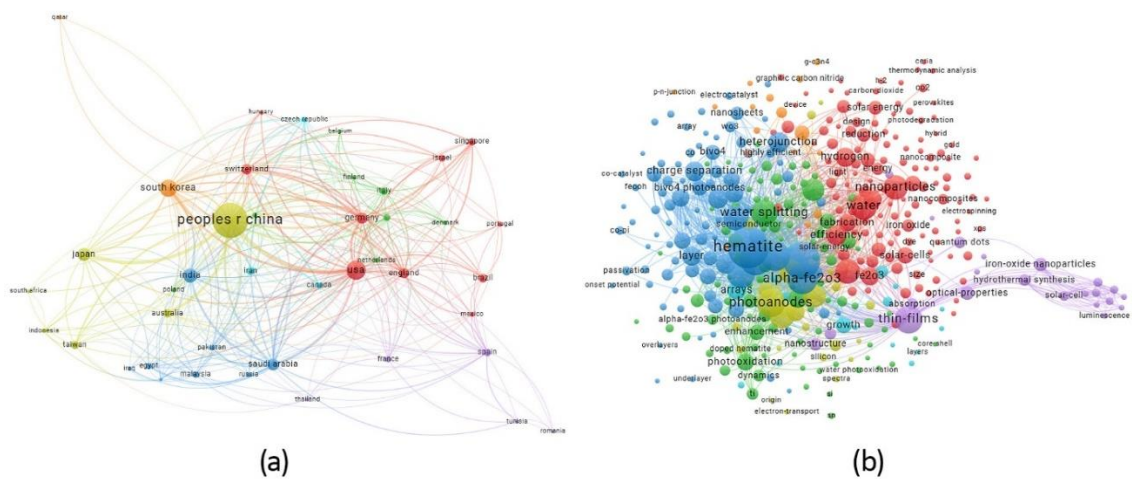 qatar
hungary
czech republic
belgium
singapore
israel
switzerland
finland
south korea
italy
peoples r china
germany
denmark
portugal
japan
netherlands
usa
india
iran
england
brazil
canada
south africa
poland
australia
mexico
indonesia
taiwan
pakistan
france
spain
iraq
egypt
saudi arabia
malaysia
russia
thailand
tunisia
romania
(a)
g-c3n4
ceria
thermodynamic analysis
graphitic carbon nitride
h-2
p-n-junction
electrocatalyst
carbon dioxide
co2
device
perovskites
nanosheets
solar energy
array
wo3
design
photodegradation
heterojunction
reduction
hybrid
co
bivo4
highly efficient
gold
hydrogen
nanocomposite
co-catalyst
charge separation
light
energy
feooh
bivo4 photoanodes
nanoparticles
nanocomposites
water
electrospinning
water splitting
fabrication
semiconductor
iron oxide
xps
co-pi
efficiency
dye
hematite
solar-energy
quantum dots
layer
solar-cells
iron-oxide nanoparticles
passivation
alpha-fe2o3
fe2o3
size
hydrothermal synthesis
onset potential
arrays
optical-properties
solar-cell
photoanodes
absorption
luminescence
alpha-fe2o3 photoanodes
growth
thin-films
enhancement
overlayers
doped hematite
nanostructure
core-shell
silicon
layers
photooxidation
water photooxidation
dynamics
underlayer
spectra
ti
si
origin
electron-transport
sn
(b)